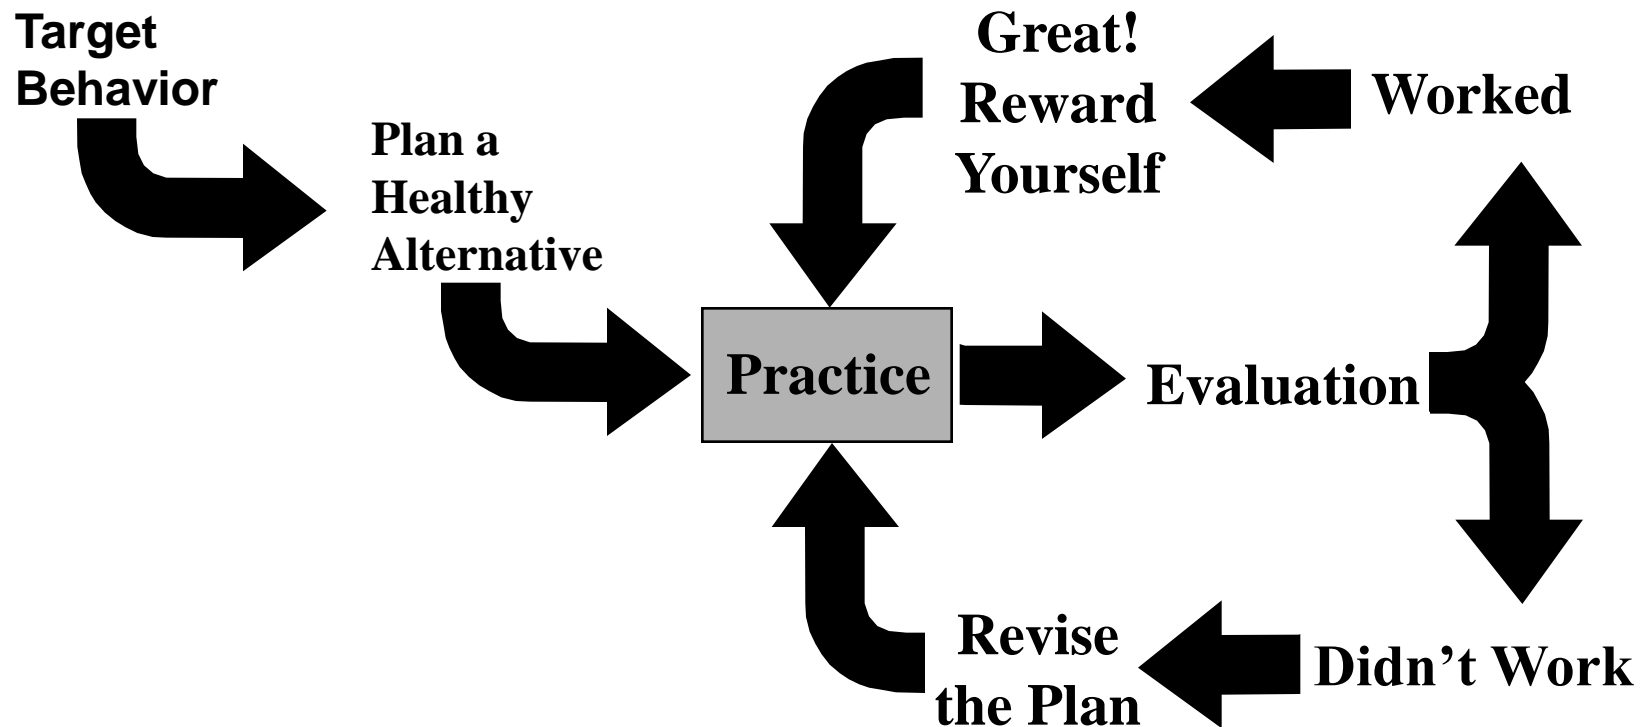 Target
Behavior
Plan a
Healthy
Alternative
Practice
Evaluation
Worked
Great!
Reward
Yourself
Didn’t Work
Revise
the Plan